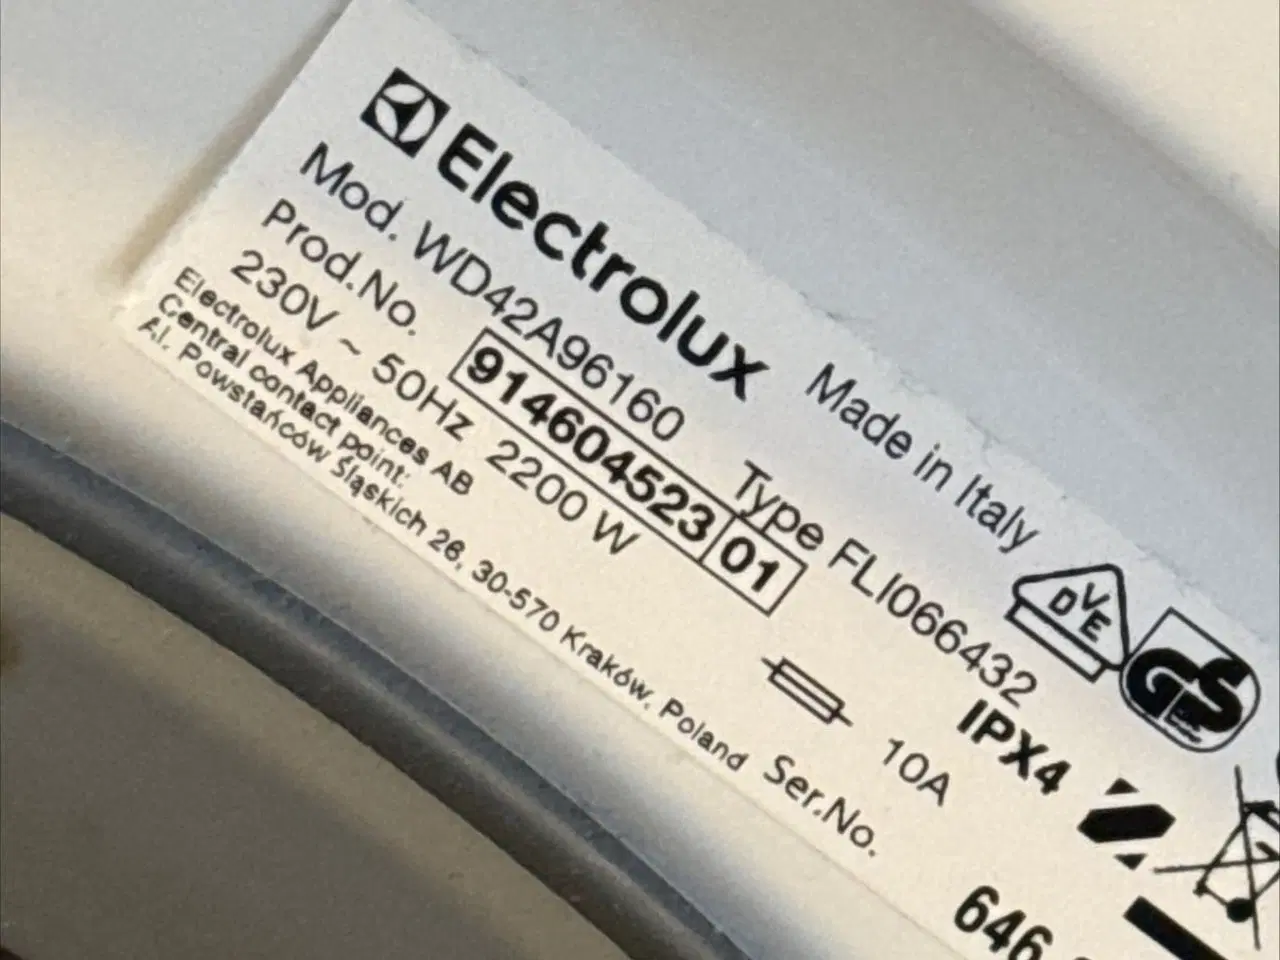 Electrolux
Made in Italy
Mod. WD42A96160
Type FLI066432
Prod.No. 914604523 01
230V ~ 50Hz 2200 W
10A
IPX4
Electrolux Appliances AB
Central contact point:
Al. Powstańców Śląskich 26, 30-570 Kraków, Poland
Ser.No.
DVE
GS
646